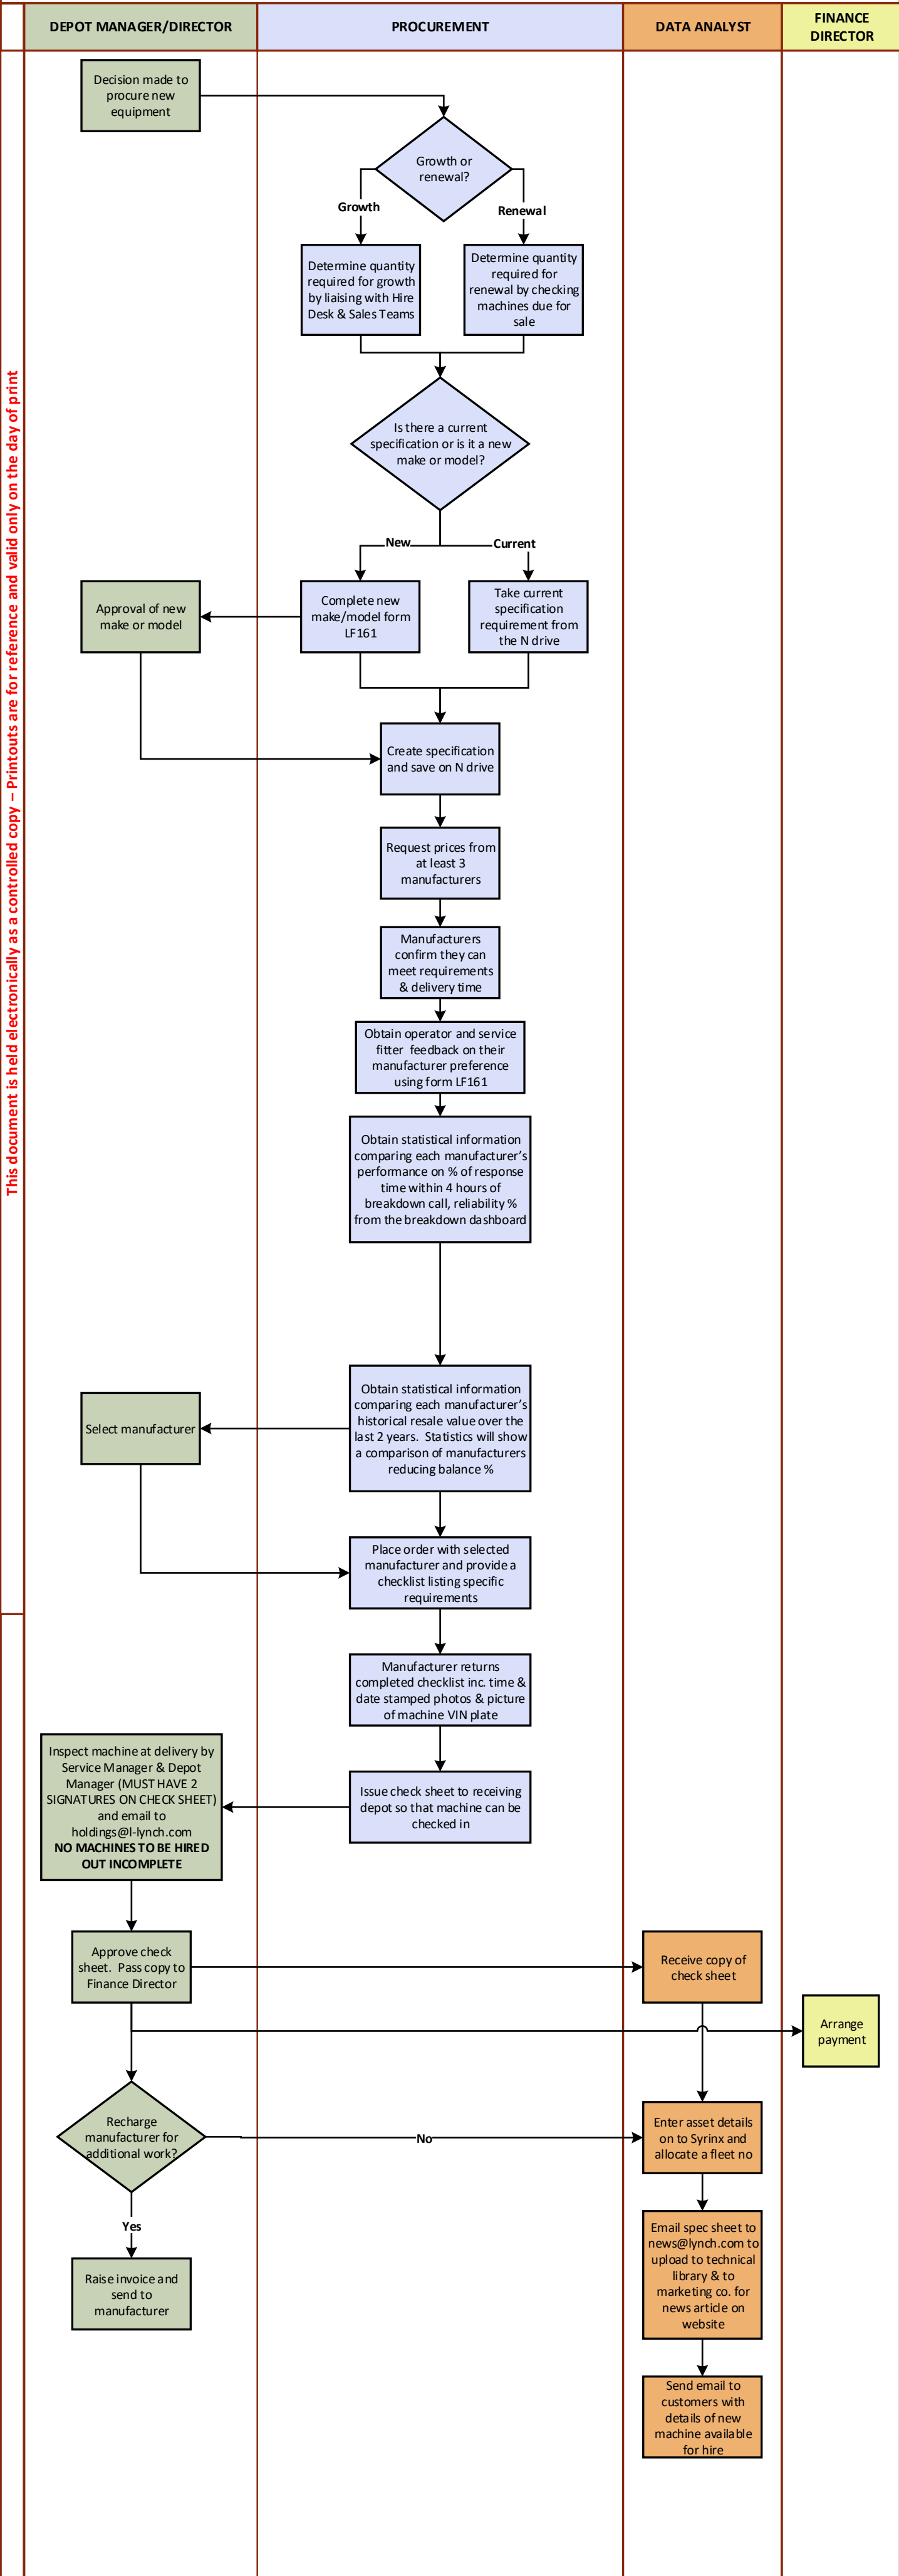 DEPOT MANAGER/DIRECTOR
PROCUREMENT
DATA ANALYST
FINANCE
DIRECTOR
This document is held electronically as a controlled copy – Printouts are for reference and valid only on the day of print
Decision made to
procure new
equipment
Growth or
renewal?
Growth
Renewal
Determine quantity
required for growth
by liaising with Hire
Desk & Sales Teams
Determine quantity
required for
renewal by checking
machines due for
sale
Is there a current
specification or is it a new
make or model?
New
Current
Approval of new
make or model
Complete new
make/model form
LF161
Take current
specification
requirement from
the N drive
Create specification
and save on N drive
Request prices from
at least 3
manufacturers
Manufacturers
confirm they can
meet requirements
& delivery time
Obtain operator and service
fitter feedback on their
manufacturer preference
using form LF161
Obtain statistical information
comparing each manufacturer's
performance on % of response
time within 4 hours of
breakdown call, reliability %
from the breakdown dashboard
Select manufacturer
Obtain statistical information
comparing each manufacturer's
historical resale value over the
last 2 years. Statistics will show
a comparison of manufacturers
reducing balance %
Place order with selected
manufacturer and provide a
checklist listing specific
requirements
Manufacturer returns
completed checklist inc. time &
date stamped photos & picture
of machine VIN plate
Inspect machine at delivery by
Service Manager & Depot
Manager (MUST HAVE 2
SIGNATURES ON CHECK SHEET)
and email to
holdings@l-lynch.com
NO MACHINES TO BE HIRED
OUT INCOMPLETE
Issue check sheet to receiving
depot so that machine can be
checked in
Approve check
sheet. Pass copy to
Finance Director
Receive copy of
check sheet
Arrange
payment
Recharge
manufacturer for
additional work?
No
Enter asset details
on to Syrinx and
allocate a fleet no
Yes
Raise invoice and
send to
manufacturer
Email spec sheet to
news@lynch.com to
upload to technical
library & to
marketing co. for
news article on
website
Send email to
customers with
details of new
machine available
for hire